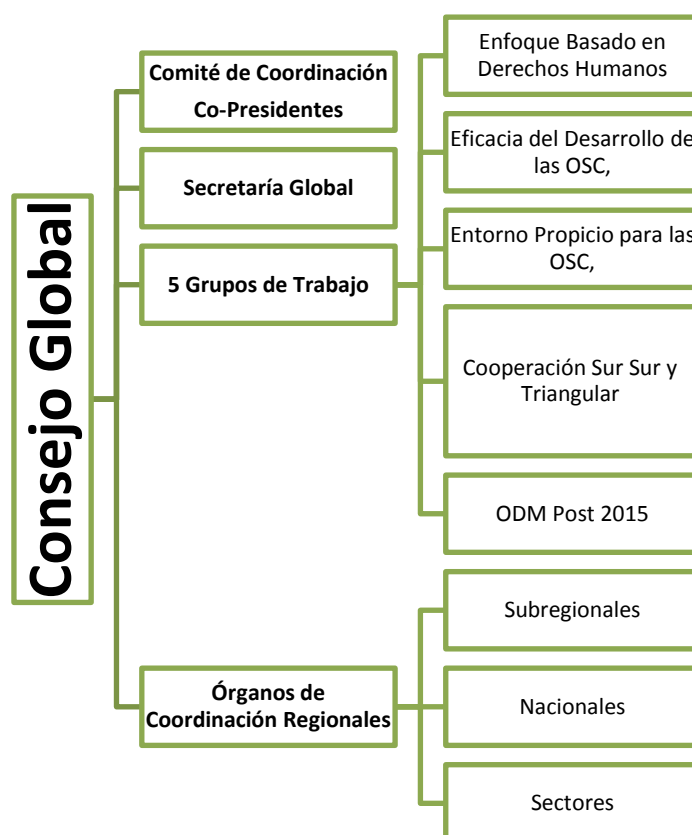 Consejo Global
Comité de Coordinación
Co-Presidentes
Secretaría Global
5 Grupos de Trabajo
Enfoque Basado en
Derechos Humanos
Eficacia del Desarrollo de
las OSC,
Entorno Propicio para las
OSC,
Cooperación Sur Sur y
Triangular
ODM Post 2015
Órganos de
Coordinación Regionales
Subregionales
Nacionales
Sectores